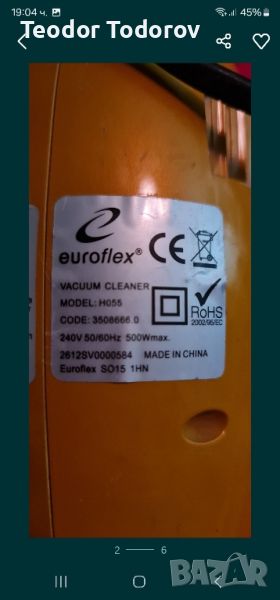 19:04 ч.
45%
Teodor Todorov
euroflex®
CE
VACUUM CLEANER
MODEL: H055
CODE: 3508666.0
240V 50/60Hz 500Wmax.
2612SV0000584 MADE IN CHINA
Euroflex SO15 1HN
RoHS
2002/95/EC
2 — 6
BAZAR